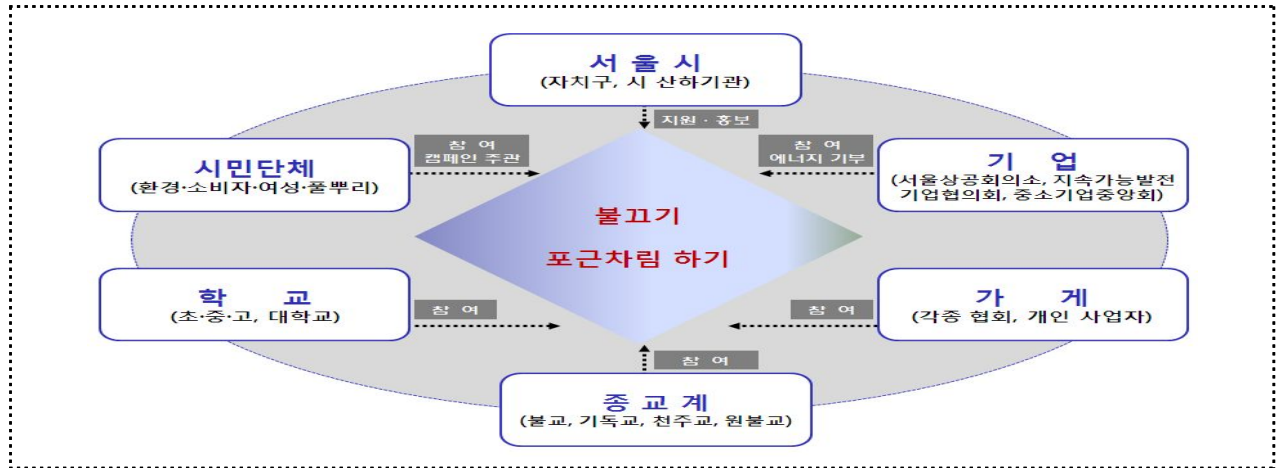 서 울 시
(자치구, 시 산하기관)
지원 · 홍보
시민단체
(환경·소비자·여성·풀뿌리)
참 여
캠페인 주관
참 여
에너지 기부
기 업
(서울상공회의소, 지속가능발전
기업협의회, 중소기업중앙회)
불끄기
포근차림 하기
학 교
(초·중·고, 대학교)
참 여
참 여
가 게
(각종 협회, 개인 사업자)
참 여
종 교 계
(불교, 기독교, 천주교, 원불교)